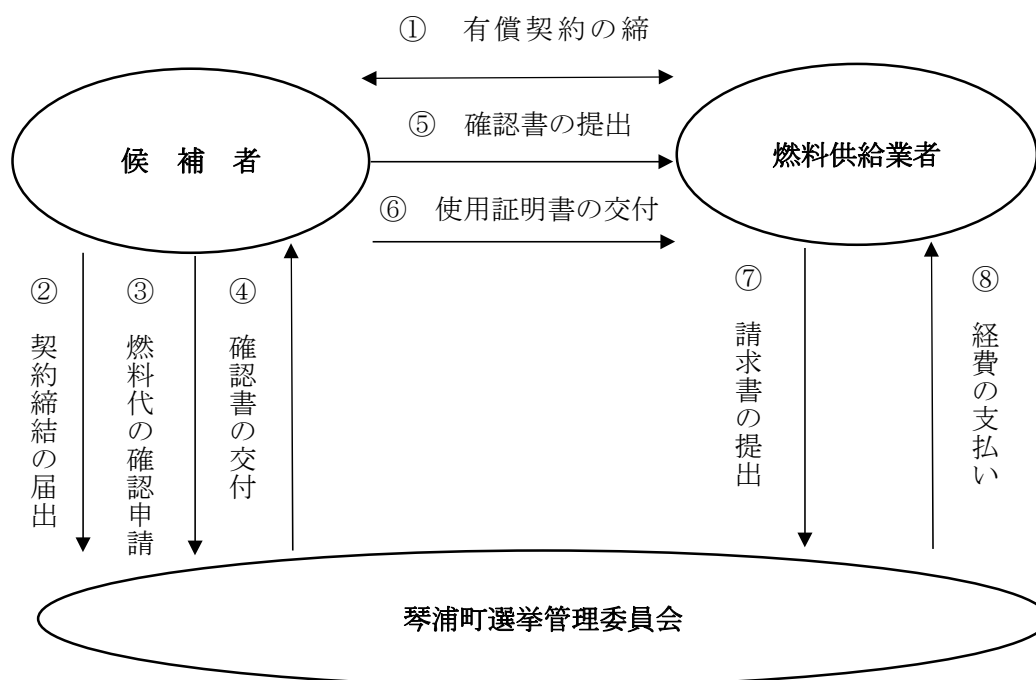 ① 有償契約の締
候 補 者
⑤ 確認書の提出
燃料供給業者
⑥ 使用証明書の交付
② 契約締結の届出
③ 燃料代の確認申請
④ 確認書の交付
⑦ 請求書の提出
⑧ 経費の支払い
琴浦町選挙管理委員会